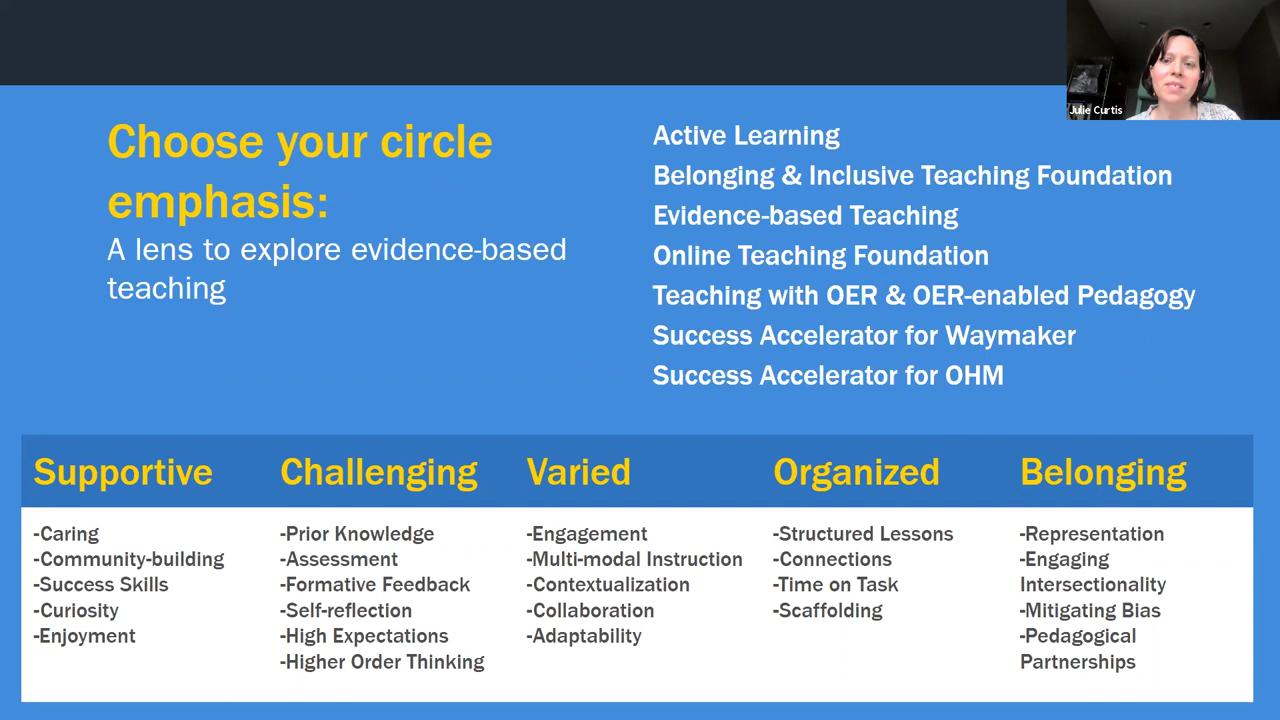 Julie Curtis
Choose your circle
emphasis:
A lens to explore evidence-based
teaching
Active Learning
Belonging & Inclusive Teaching Foundation
Evidence-based Teaching
Online Teaching Foundation
Teaching with OER & OER-enabled Pedagogy
Success Accelerator for Waymaker
Success Accelerator for OHM
Supportive
-Caring
-Community-building
-Success Skills
-Curiosity
-Enjoyment
Challenging
-Prior Knowledge
-Assessment
-Formative Feedback
-Self-reflection
-High Expectations
-Higher Order Thinking
Varied
-Engagement
-Multi-modal Instruction
-Contextualization
-Collaboration
-Adaptability
Organized
-Structured Lessons
-Connections
-Time on Task
-Scaffolding
Belonging
-Representation
-Engaging
Intersectionality
-Mitigating Bias
-Pedagogical
Partnerships